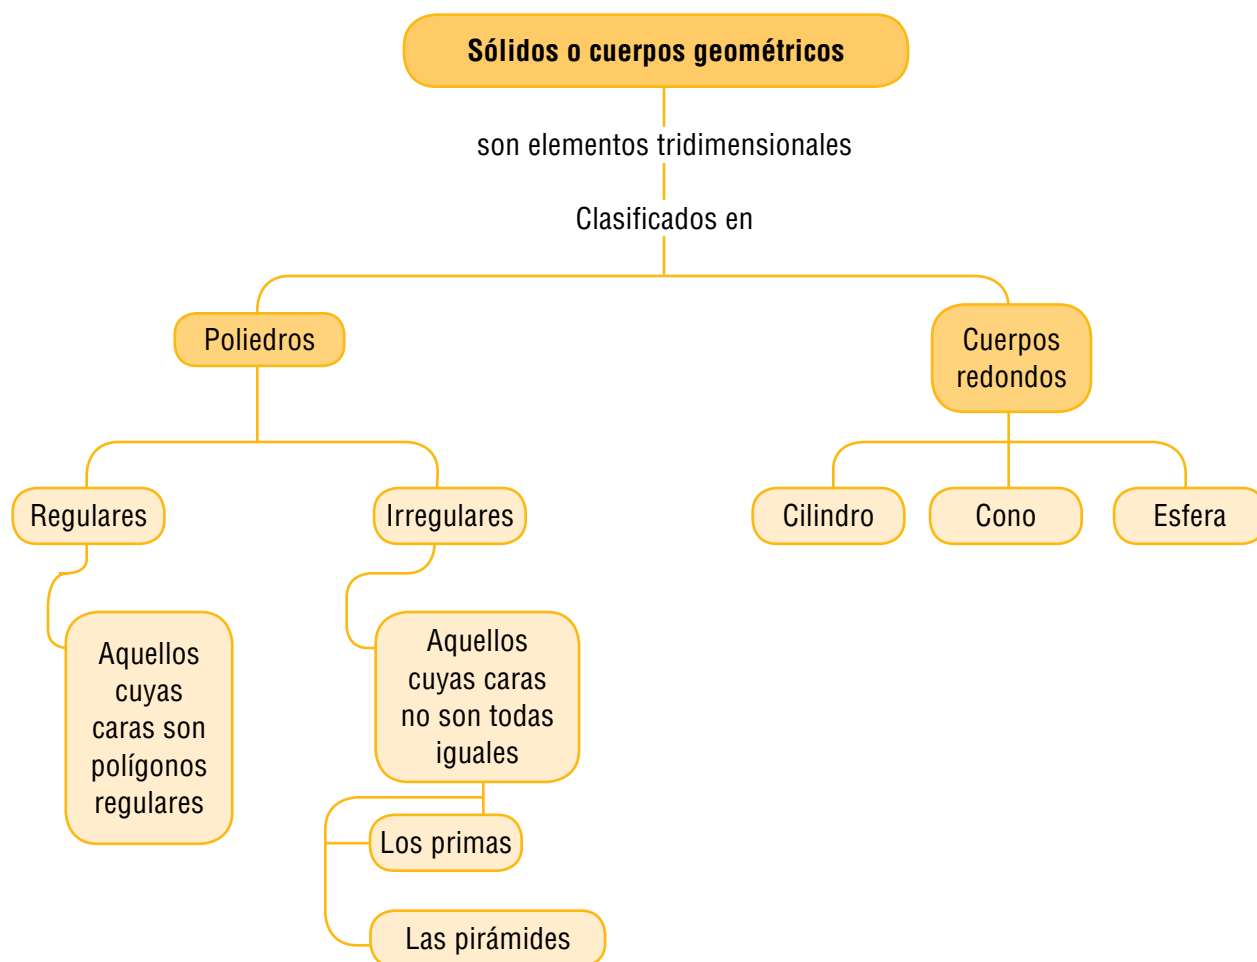 Sólidos o cuerpos geométricos
son elementos tridimensionales
Clasificados en
Poliedros
Cuerpos
redondos
Regulares
Irregulares
Cilindro
Cono
Esfera
Aquellos
cuyas
caras son
polígonos
regulares
Aquellos
cuyas caras
no son todas
iguales
Los primas
Las pirámides